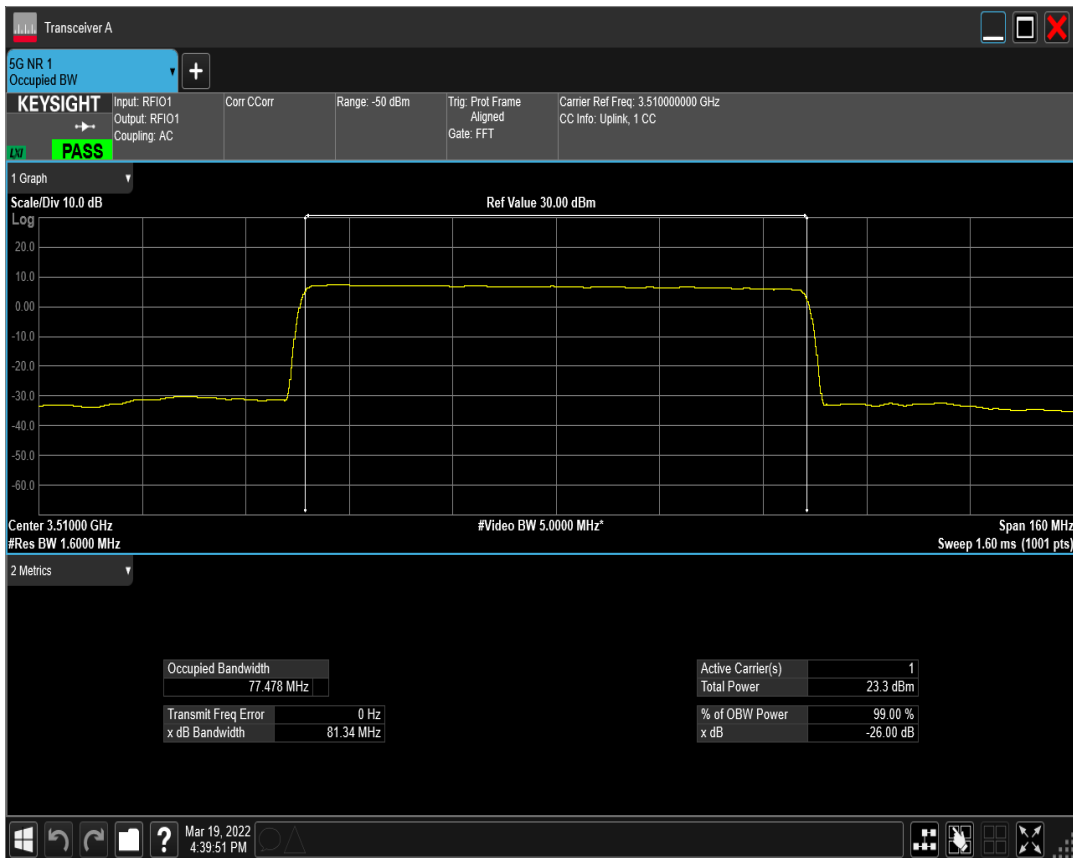 Transceiver A
5G NR 1
Occupied BW
+
KEYSIGHT
LXI
PASS
Input: RFIO1
Output: RFIO1
Coupling: AC
Corr CCorr
Range: -50 dBm
Trig: Prot Frame
Aligned
Gate: FFT
Carrier Ref Freq: 3.510000000 GHz
CC Info: Uplink, 1 CC
1 Graph
Scale/Div 10.0 dB
Ref Value 30.00 dBm
Log
20.0
10.0
0.00
-10.0
-20.0
-30.0
-40.0
-50.0
-60.0
Center 3.51000 GHz
#Video BW 5.0000 MHz*
Span 160 MHz
#Res BW 1.6000 MHz
Sweep 1.60 ms (1001 pts)
2 Metrics
Occupied Bandwidth
77.478 MHz
Transmit Freq Error 0 Hz
x dB Bandwidth 81.34 MHz
Active Carrier(s) 1
Total Power 23.3 dBm
% of OBW Power 99.00 %
x dB -26.00 dB
?
Mar 19, 2022
4:39:51 PM